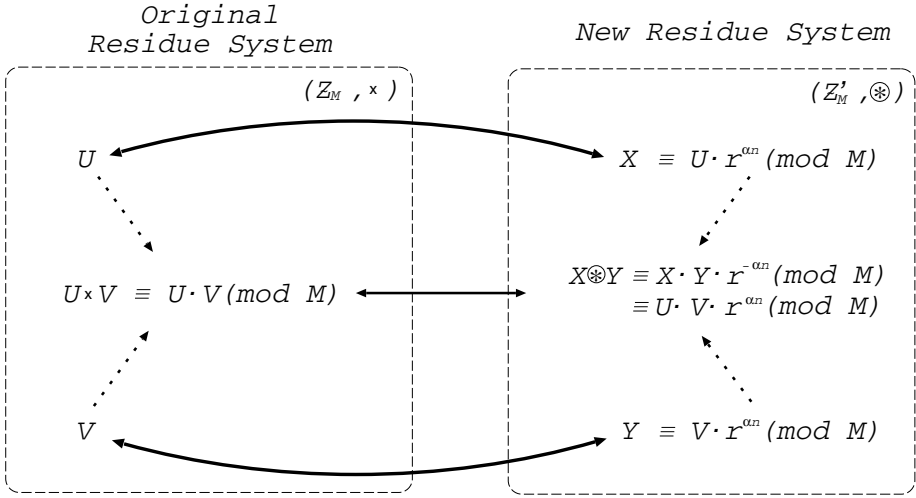 Original
Residue System
New Residue System
(Z_M , ×)
(Z'_M , ⊛)
U
X ≡ U· r^{αn} (mod M)
U×V ≡ U· V(mod M)
X⊛Y ≡ X· Y· r^{-αn} (mod M)
≡ U· V· r^{αn} (mod M)
V
Y ≡ V· r^{αn} (mod M)